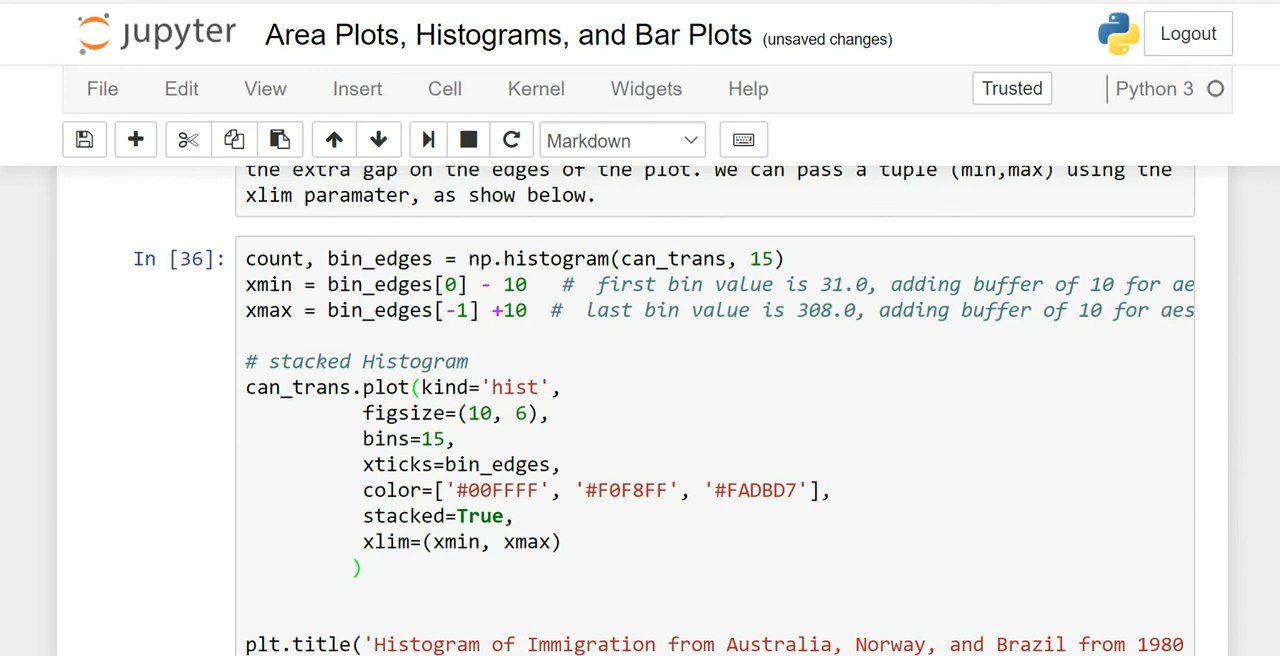 jupyter Area Plots, Histograms, and Bar Plots (unsaved changes) Logout
File Edit View Insert Cell Kernel Widgets Help Trusted Python 3
Markdown
the extra gap on the edges of the plot. We can pass a tuple (min,max) using the
xlim paramater, as show below.
In [36]: count, bin_edges = np.histogram(can_trans, 15)
xmin = bin_edges[0] - 10   #  first bin value is 31.0, adding buffer of 10 for ae
xmax = bin_edges[-1] +10  #  last bin value is 308.0, adding buffer of 10 for aes
# stacked Histogram
can_trans.plot(kind='hist',
figsize=(10, 6),
bins=15,
xticks=bin_edges,
color=['#00FFFF', '#F0F8FF', '#FADBD7'],
stacked=True,
xlim=(xmin, xmax)
)
plt.title('Histogram of Immigration from Australia, Norway, and Brazil from 1980